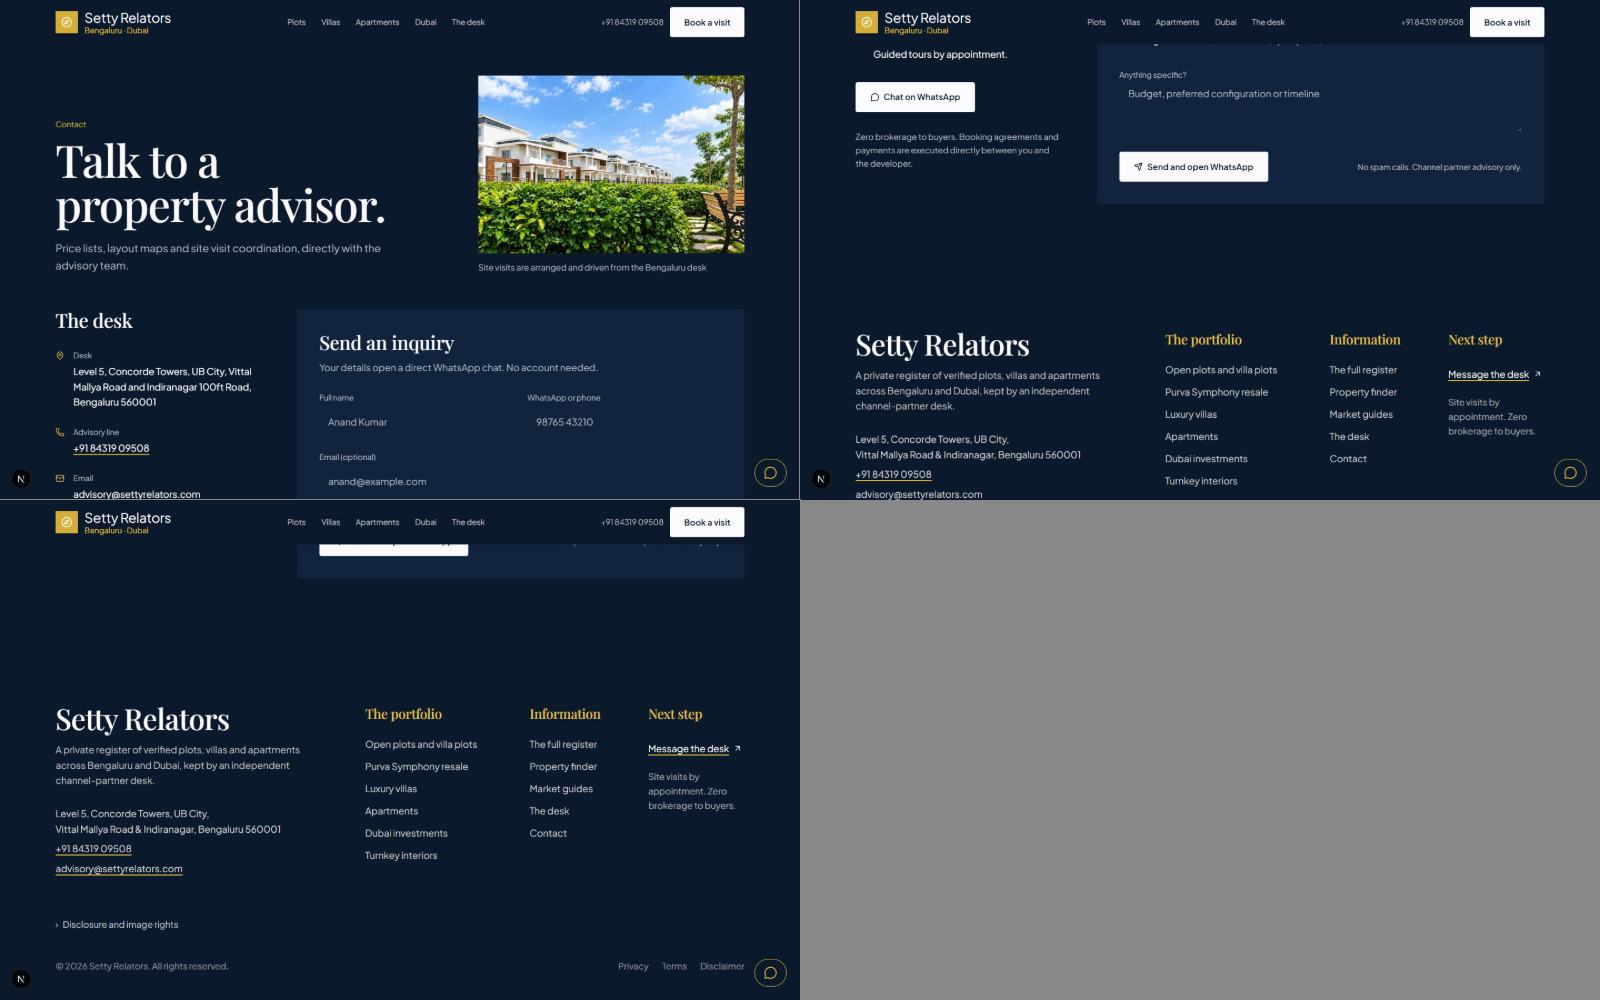 Setty Relators
Bengaluru · Dubai
Plots Villas Apartments Dubai The desk
+91 84319 09508
Book a visit
Contact
Talk to a
property advisor.
Price lists, layout maps and site visit coordination, directly with the
advisory team.
Site visits are arranged and driven from the Bengaluru desk
The desk
Desk
Level 5, Concorde Towers, UB City, Vittal
Mallya Road and Indiranagar 100ft Road,
Bengaluru 560001
Advisory line
+91 84319 09508
Email
advisory@settyrelators.com
Send an inquiry
Your details open a direct WhatsApp chat. No account needed.
Full name
Anand Kumar
WhatsApp or phone
98765 43210
Email (optional)
anand@example.com
N
Setty Relators
Bengaluru · Dubai
Plots Villas Apartments Dubai The desk
+91 84319 09508
Book a visit
Guided tours by appointment.
Chat on WhatsApp
Zero brokerage to buyers. Booking agreements and
payments are executed directly between you and
the developer.
Anything specific?
Budget, preferred configuration or timeline
Send and open WhatsApp
No spam calls. Channel partner advisory only.
Setty Relators
A private register of verified plots, villas and apartments
across Bengaluru and Dubai, kept by an independent
channel-partner desk.
Level 5, Concorde Towers, UB City,
Vittal Mallya Road & Indiranagar, Bengaluru 560001
+91 84319 09508
advisory@settyrelators.com
The portfolio
Open plots and villa plots
Purva Symphony resale
Luxury villas
Apartments
Dubai investments
Turnkey interiors
Information
The full register
Property finder
Market guides
The desk
Contact
Next step
Message the desk
Site visits by
appointment. Zero
brokerage to buyers.
N
Setty Relators
Bengaluru · Dubai
Plots Villas Apartments Dubai The desk
+91 84319 09508
Book a visit
Setty Relators
A private register of verified plots, villas and apartments
across Bengaluru and Dubai, kept by an independent
channel-partner desk.
Level 5, Concorde Towers, UB City,
Vittal Mallya Road & Indiranagar, Bengaluru 560001
+91 84319 09508
advisory@settyrelators.com
The portfolio
Open plots and villa plots
Purva Symphony resale
Luxury villas
Apartments
Dubai investments
Turnkey interiors
Information
The full register
Property finder
Market guides
The desk
Contact
Next step
Message the desk
Site visits by
appointment. Zero
brokerage to buyers.
› Disclosure and image rights
© 2026 Setty Relators. All rights reserved.
Privacy Terms Disclaimer
N